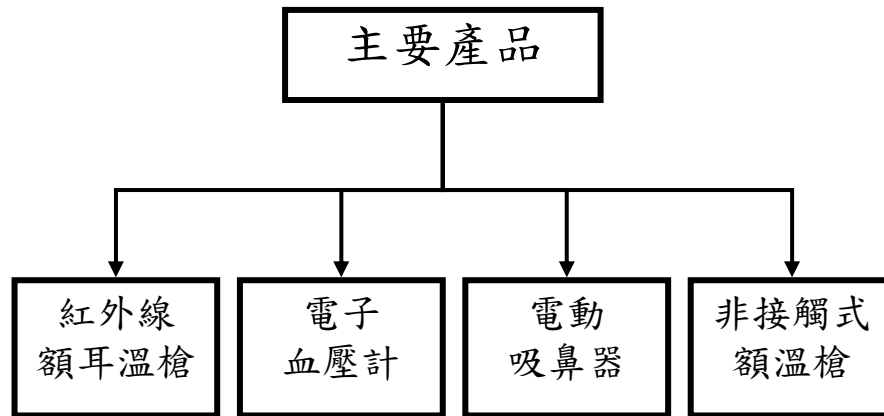 主要產品
紅外線
額耳溫槍
電子
血壓計
電動
吸鼻器
非接觸式
額溫槍